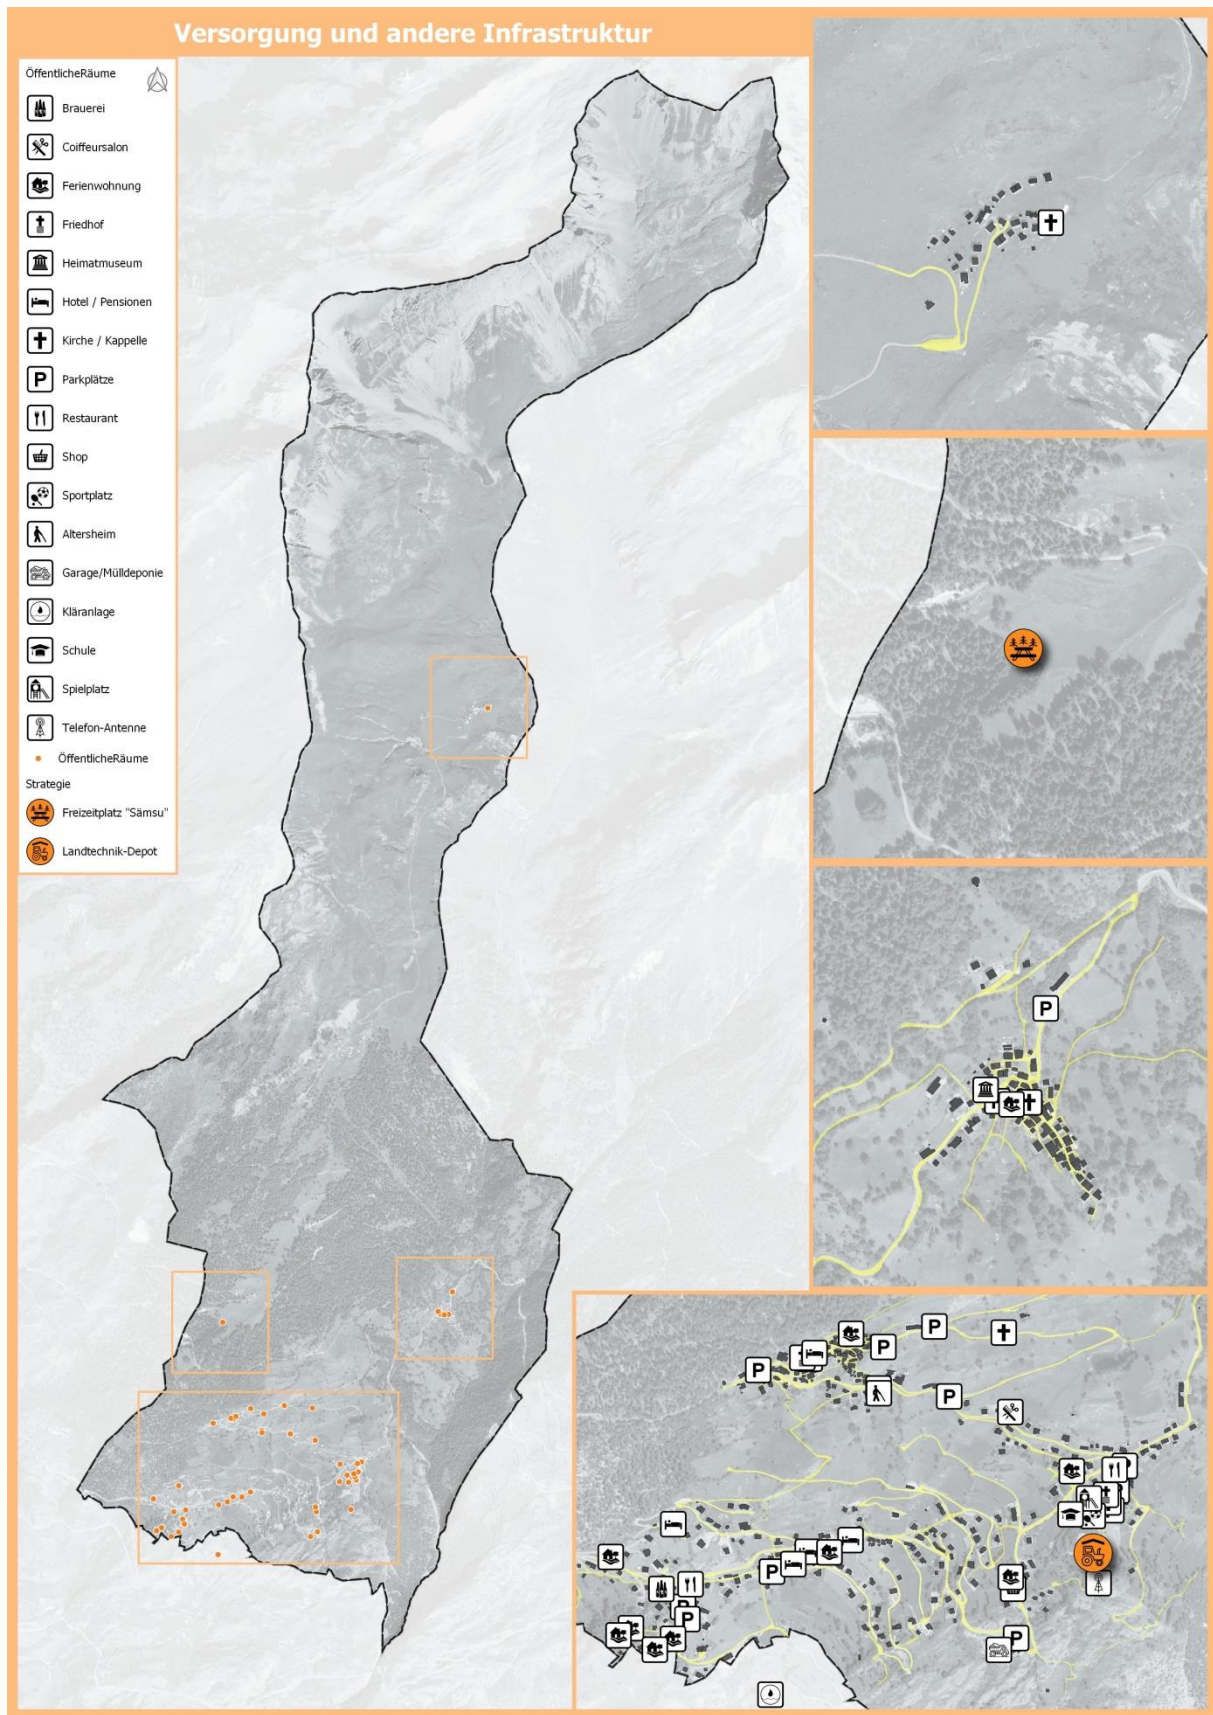 Versorgung und andere Infrastruktur
ÖffentlicheRäume
Brauerei
Coiffeursalon
Ferienwohnung
Friedhof
Heimatmuseum
Hotel / Pensionen
Kirche / Kappelle
P Parkplätze
Restaurant
Shop
Sportplatz
Altersheim
Garage/Mülldeponie
Kläranlage
Schule
Spielplatz
Telefon-Antenne
ÖffentlicheRäume
Strategie
Freizeitplatz "Sämsu"
Landtechnik-Depot
P
P
P
P
P
P
P
P